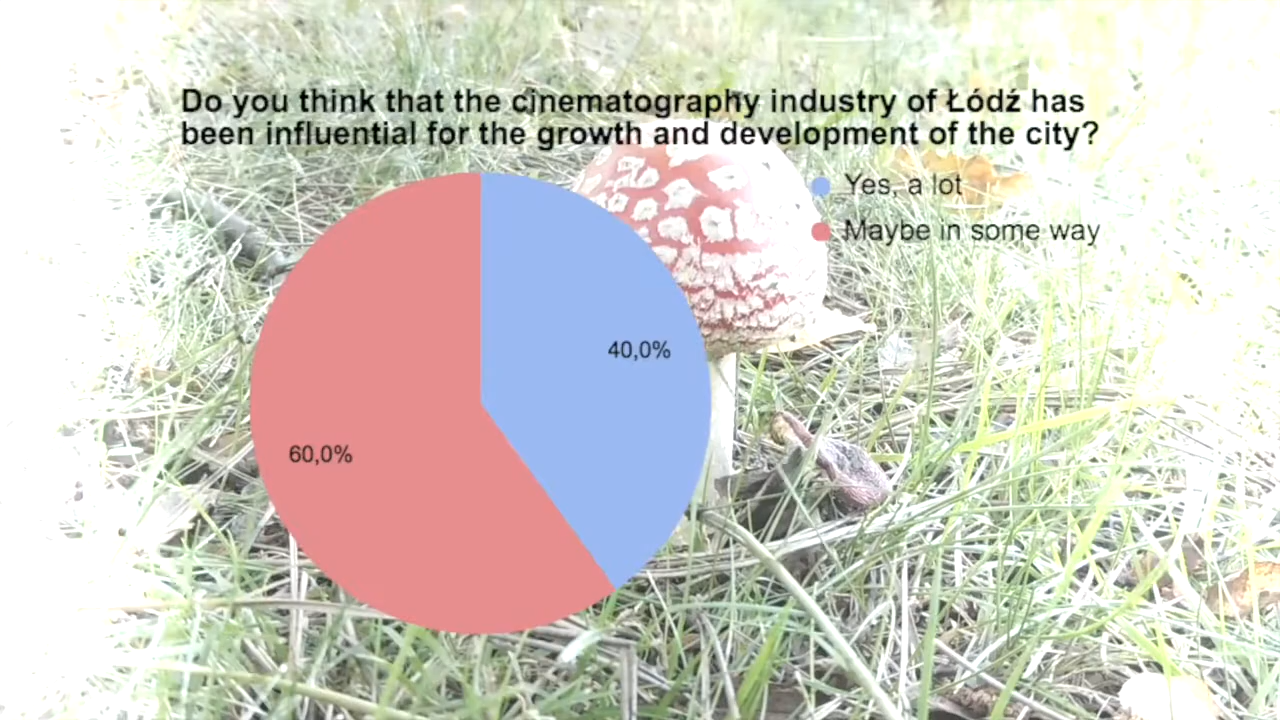 Do you think that the cinematography industry of Łódź has
been influential for the growth and development of the city?
Yes, a lot
Maybe in some way
40,0%
60,0%